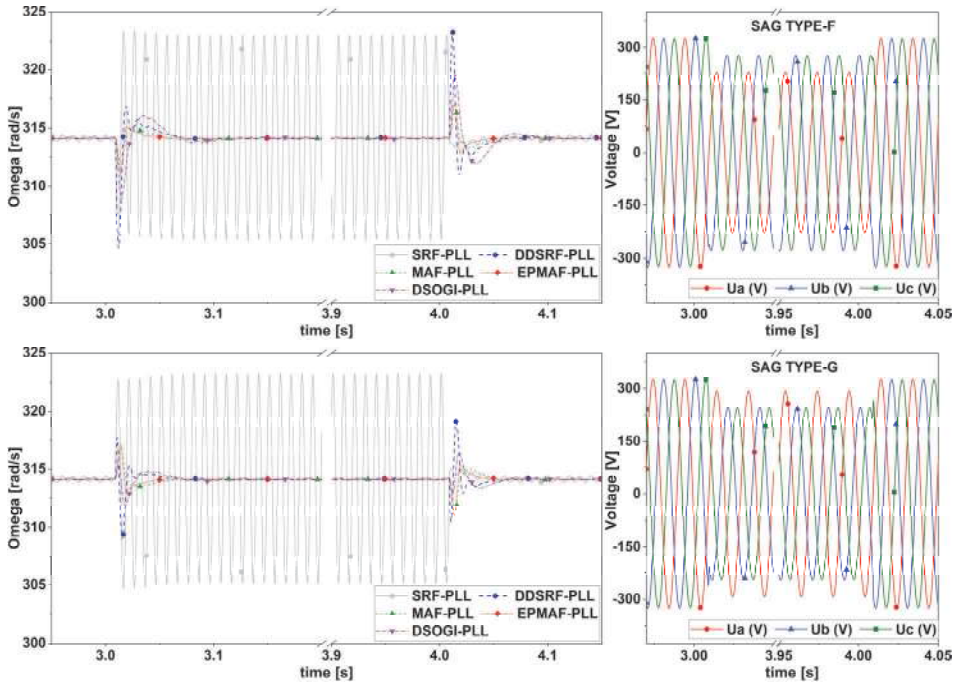 325
320
315
310
305
300
Omega [rad/s]
SRF-PLL DDSRF-PLL
MAF-PLL EPMAF-PLL
DSOGI-PLL
3.0 3.1 3.9 4.0 4.1
time [s]
SAG TYPE-F
300
150
0
-150
-300
Voltage [V]
Ua (V) Ub (V) Uc (V)
3.00 3.95 4.00 4.05
time [s]
325
320
315
310
305
300
Omega [rad/s]
SRF-PLL DDSRF-PLL
MAF-PLL EPMAF-PLL
DSOGI-PLL
3.0 3.1 3.9 4.0 4.1
time [s]
SAG TYPE-G
300
150
0
-150
-300
Voltage [V]
Ua (V) Ub (V) Uc (V)
3.00 3.95 4.00 4.05
time [s]